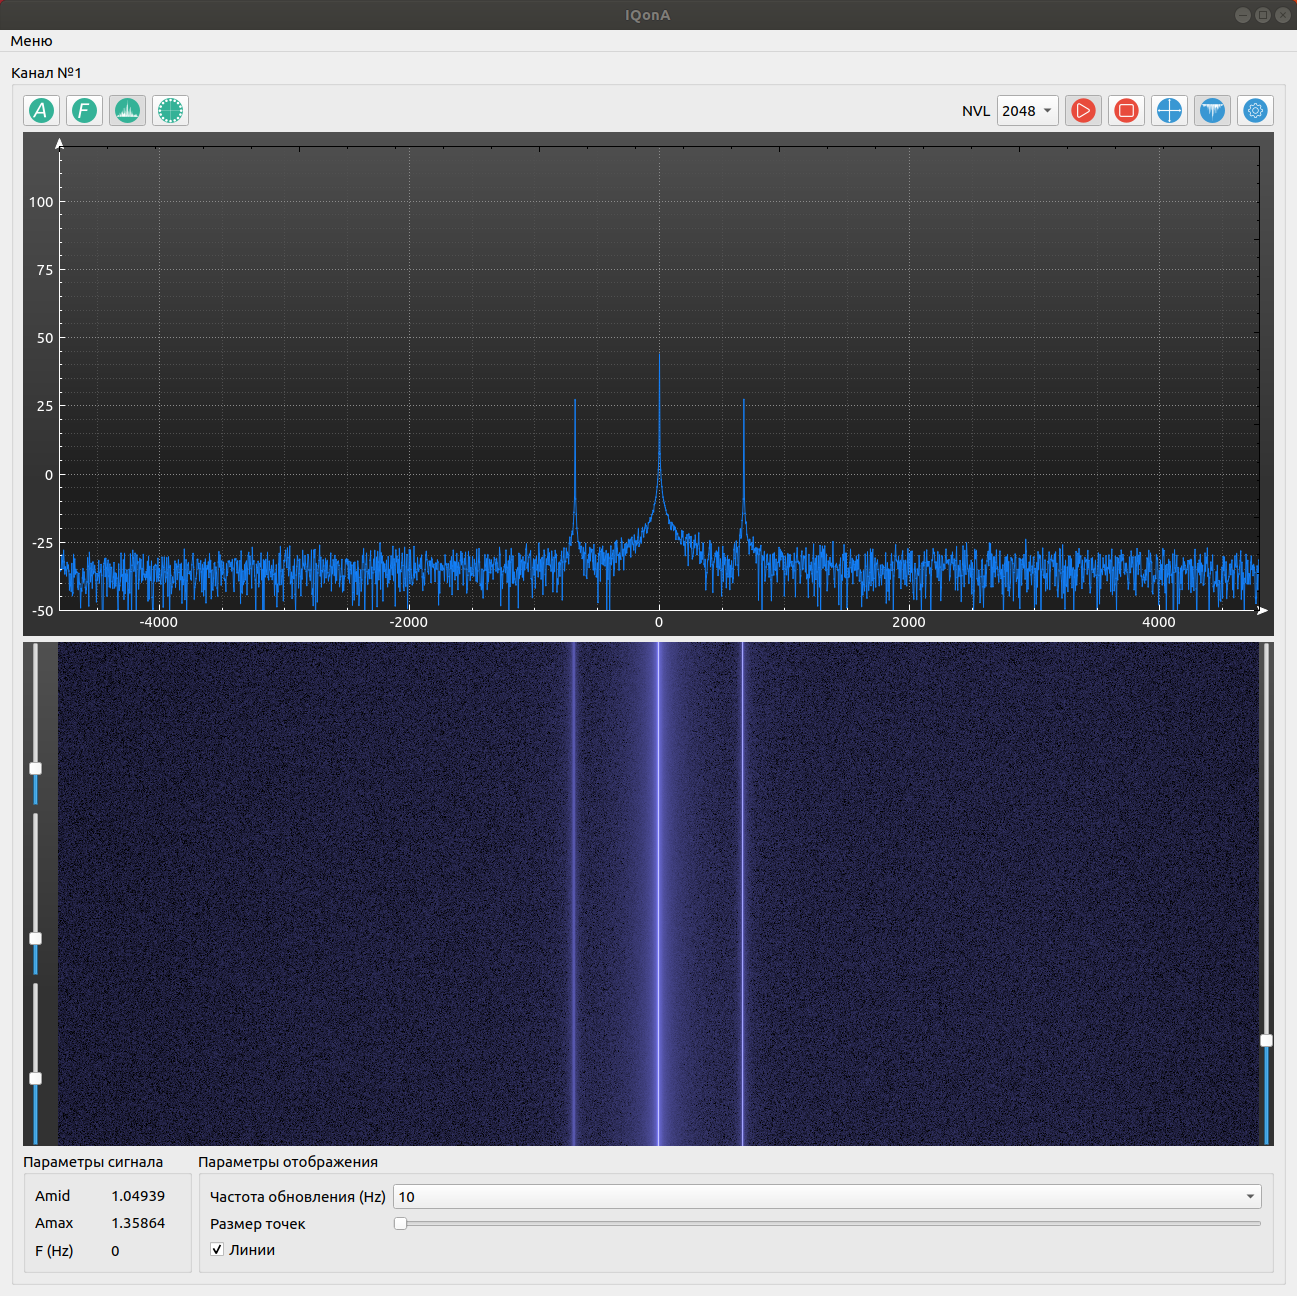 IQonA
Меню
Канал №1
A F NVL 2048
100
75
50
25
0
-25
-50
-4000 -2000 0 2000 4000
Параметры сигнала Параметры отображения
Amid 1.04939 Частота обновления (Hz) 10
Amax 1.35864 Размер точек
F (Hz) 0 Линии